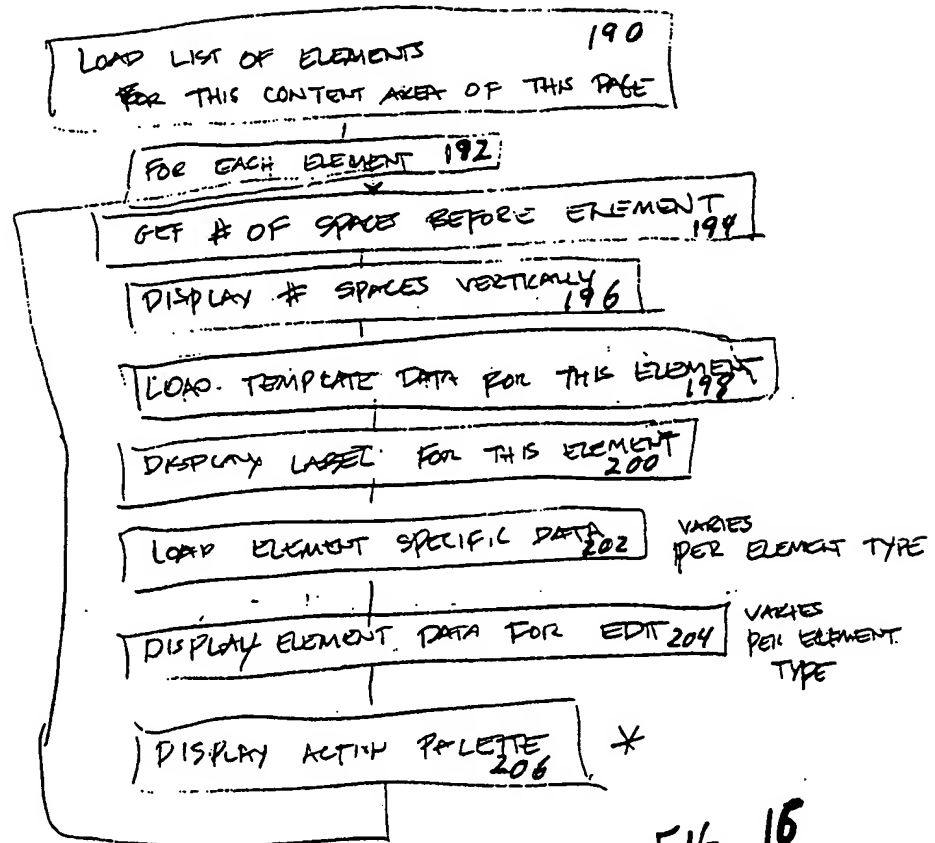 190
LOAD LIST OF ELEMENTS
FOR THIS CONTENT AREA OF THIS PAGE
FOR EACH ELEMENT 192
GET # OF SPACES BEFORE ELEMENT
194
DISPLAY # SPACES VERTICALLY
196
LOAD TEMPLATE DATA FOR THIS ELEMENT
198
DISPLAY LABEL FOR THIS ELEMENT
200
LOAD ELEMENT SPECIFIC DATA
202
VARIES
PER ELEMENT TYPE
DISPLAY ELEMENT DATA FOR EDIT 204
VARIES
PER ELEMENT
TYPE
DISPLAY ACTION PALETTE *
206
FIG